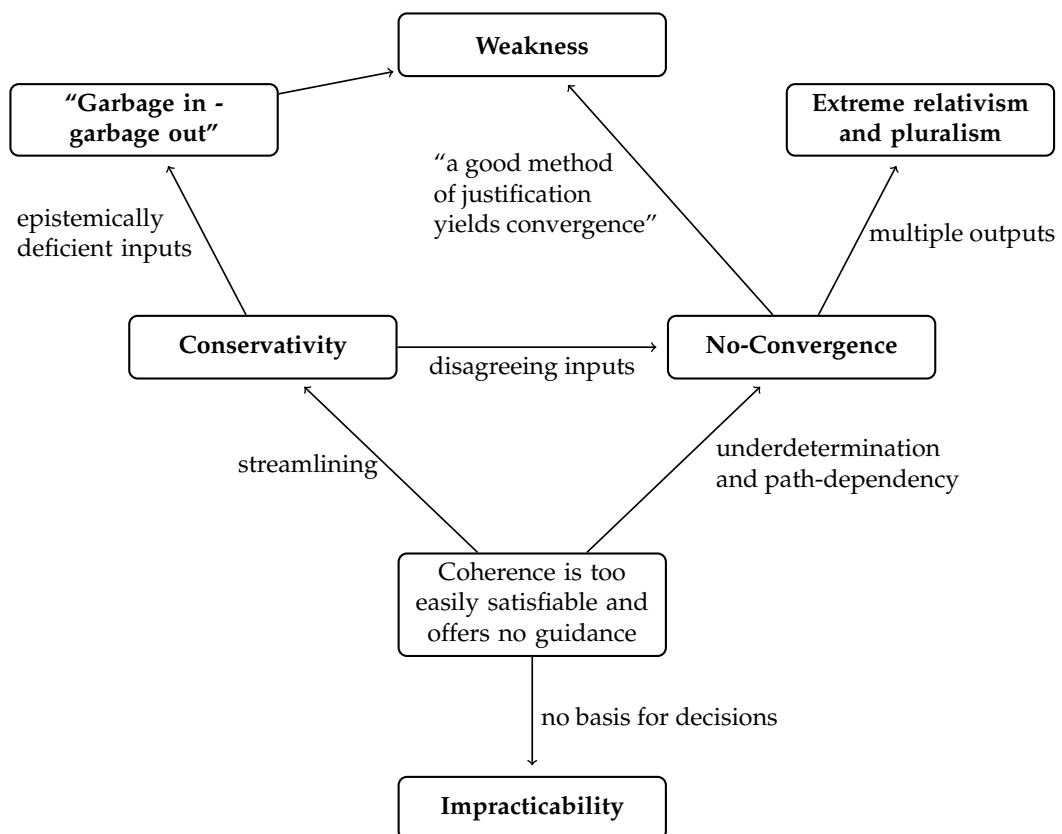 Weakness
“Garbage in -
garbage out”
Extreme relativism
and pluralism
“a good method
of justification
yields convergence”
epistemically
deficient inputs
multiple outputs
Conservativity
disagreeing inputs
No-Convergence
streamlining
underdetermination
and path-dependency
Coherence is too
easily satisfiable and
offers no guidance
no basis for decisions
Impracticability